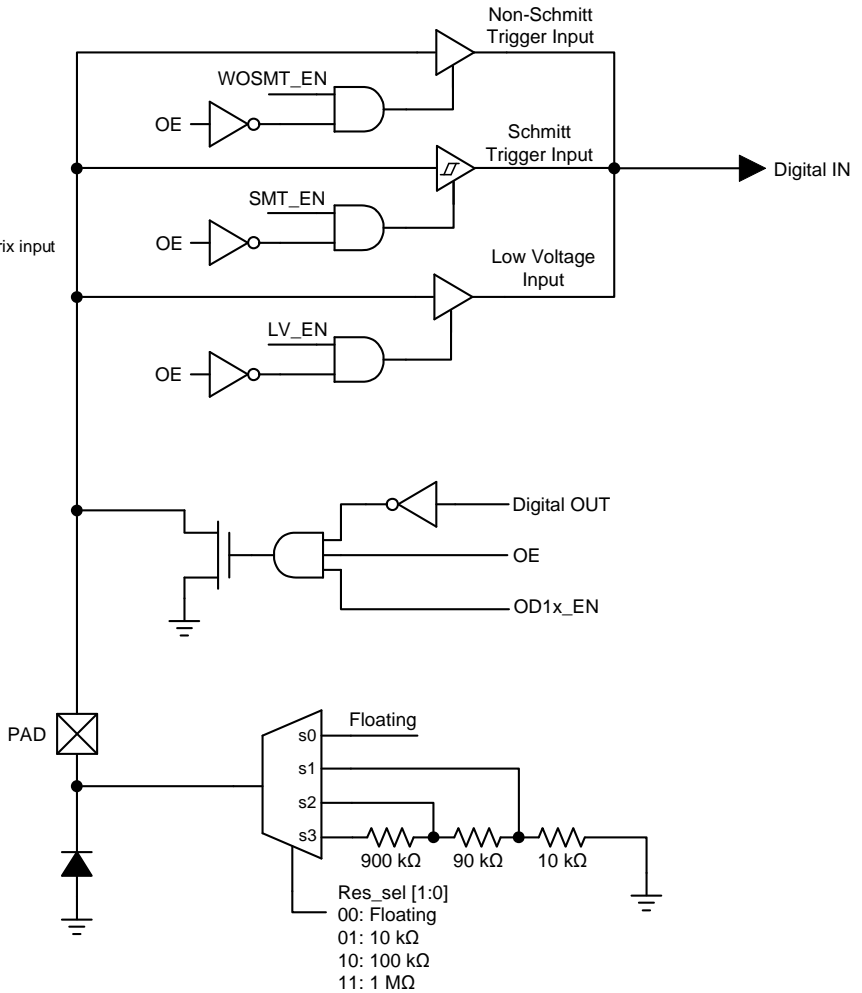 Non-Schmitt
Trigger Input
WOSMT_EN
OE
Schmitt
Trigger Input
Digital IN
SMT_EN
OE
rix input
Low Voltage
Input
LV_EN
OE
Digital OUT
OE
OD1x_EN
PAD
Floating
s0
s1
s2
s3
900 kΩ
90 kΩ
10 kΩ
Res_sel [1:0]
00: Floating
01: 10 kΩ
10: 100 kΩ
11: 1 MΩ